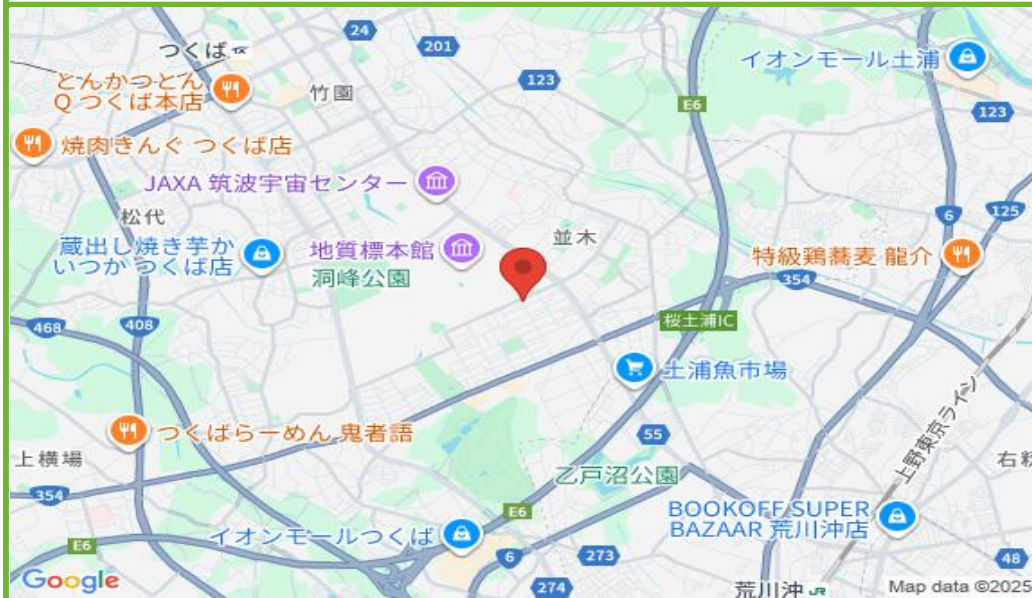 24
201
つくば TX
イオンモール土浦
とんかつとん
Q つくば本店
竹園
123
E6
123
焼肉きんぐ つくば店
JAXA 筑波宇宙センター
松代
6
125
蔵出し焼き芋か
いつか つくば店
地質標本館
並木
特級鶏蕎麦 龍介
洞峰公園
354
468
408
桜土浦IC
土浦魚市場
つくばらーめん 鬼者語
55
上野東京ライン
上横場
乙戸沼公園
右籾
354
E6
BOOKOFF SUPER
BAZAAR 荒川沖店
イオンモールつくば
E6
6
273
48
Google
274
荒川沖 JR
Map data ©2025